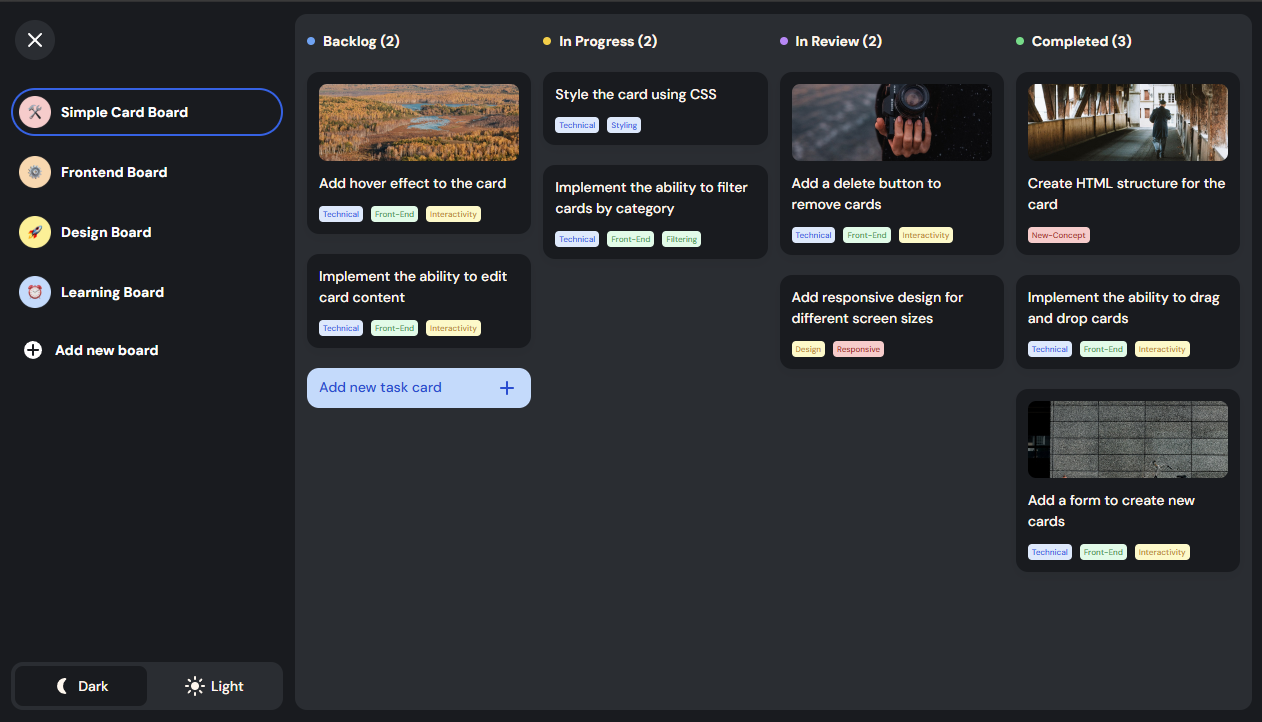 Simple Card Board
Frontend Board
Design Board
Learning Board
Add new board
Dark
Light
Backlog (2)
Add hover effect to the card
Technical Front-End Interactivity
Implement the ability to edit
card content
Technical Front-End Interactivity
Add new task card
In Progress (2)
Style the card using CSS
Technical Styling
Implement the ability to filter
cards by category
Technical Front-End Filtering
In Review (2)
Add a delete button to
remove cards
Technical Front-End Interactivity
Add responsive design for
different screen sizes
Design Responsive
Completed (3)
Create HTML structure for the
card
New-Concept
Implement the ability to drag
and drop cards
Technical Front-End Interactivity
Add a form to create new
cards
Technical Front-End Interactivity